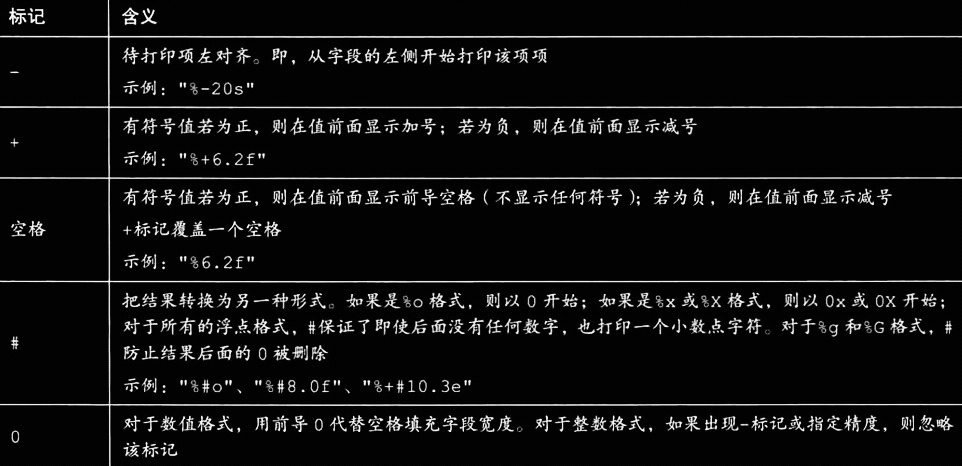 标记 含义
-
待打印项左对齐。即，从字段的左侧开始打印该项项
示例："%-20s"
+
有符号值若为正，则在值前面显示加号；若为负，则在值前面显示减号
示例："%+6.2f"
空格
有符号值若为正，则在值前面显示前导空格（不显示任何符号）；若为负，则在值前面显示减号
+标记覆盖一个空格
示例："%6.2f"
#
把结果转换为另一种形式。如果是%o 格式，则以 0 开始；如果是%x 或%X 格式，则以 0x 或 0X 开始；
对于所有的浮点格式，#保证了即使后面没有任何数字，也打印一个小数点字符。对于%g 和%G 格式，#
防止结果后面的 0 被删除
示例："%#o"、"%#8.0f"、"%+#10.3e"
0
对于数值格式，用前导 0 代替空格填充字段宽度。对于整数格式，如果出现-标记或指定精度，则忽略
该标记